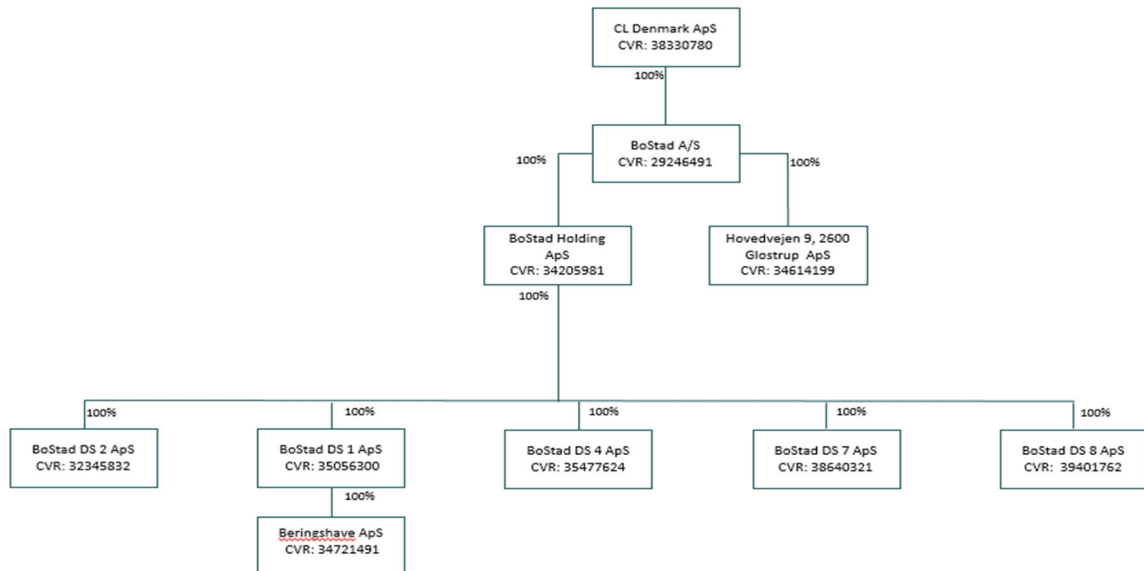 CL Denmark ApS
CVR: 38330780
100%
BoStad A/S
CVR: 29246491
100%
100%
BoStad Holding
ApS
CVR: 34205981
Hovedvejen 9, 2600
Glostrup ApS
CVR: 34614199
100%
100%
100%
100%
100%
100%
BoStad DS 2 ApS
CVR: 32345832
BoStad DS 1 ApS
CVR: 35056300
BoStad DS 4 ApS
CVR: 35477624
BoStad DS 7 ApS
CVR: 38640321
BoStad DS 8 ApS
CVR: 39401762
100%
Beringshave ApS
CVR: 34721491